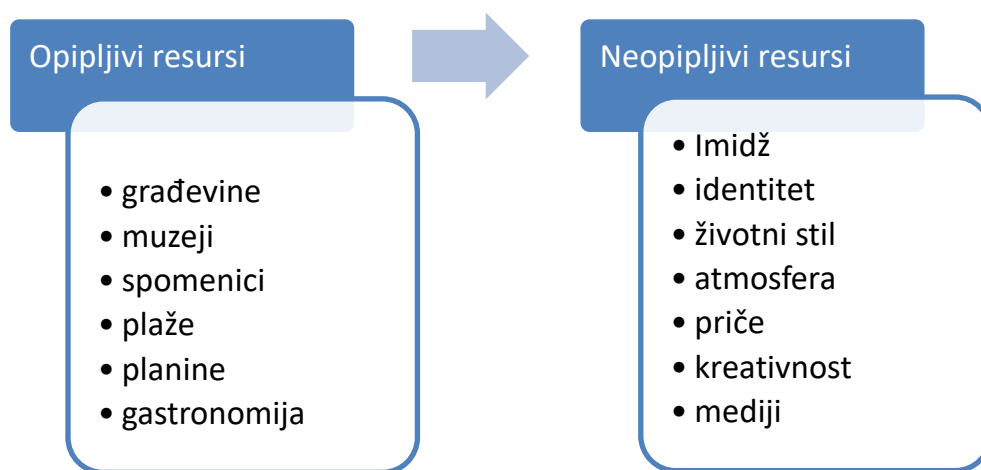 Opipljivi resursi
• građevine
• muzeji
• spomenici
• plaže
• planine
• gastronomija
Neopipljivi resursi
• Imidž
• identitet
• životni stil
• atmosfera
• priče
• kreativnost
• mediji